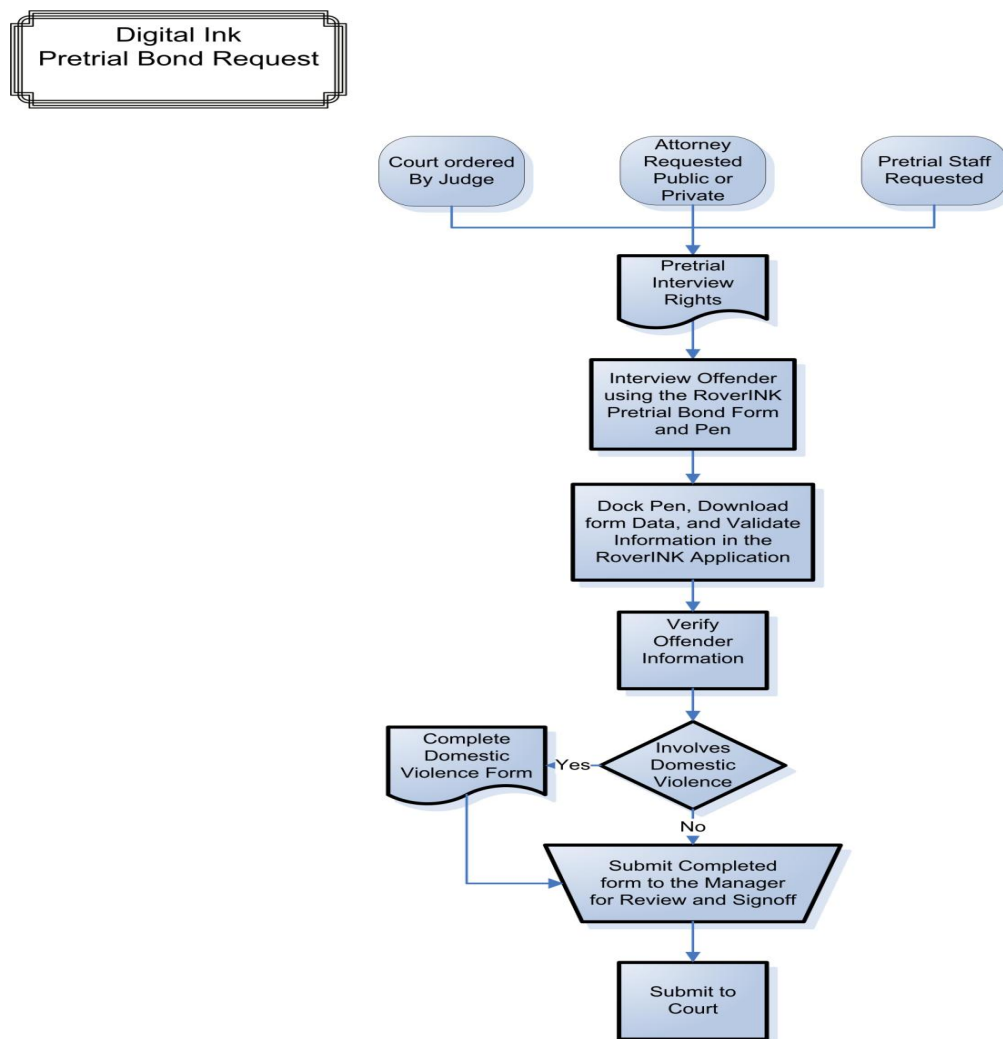 Digital Ink
Pretrial Bond Request
Court ordered
By Judge
Attorney
Requested
Public or
Private
Pretrial Staff
Requested
Pretrial
Interview
Rights
Interview Offender
using the RoverINK
Pretrial Bond Form
and Pen
Dock Pen, Download
form Data, and Validate
Information in the
RoverINK Application
Verify
Offender
Information
Complete
Domestic
Violence Form
Yes
Involves
Domestic
Violence
No
Submit Completed
form to the Manager
for Review and Signoff
Submit to
Court